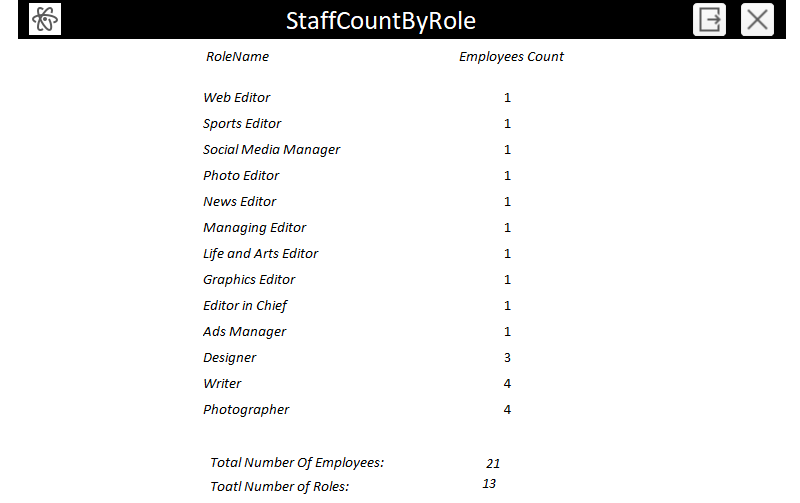 StaffCountByRole
RoleName Employees Count
Web Editor 1
Sports Editor 1
Social Media Manager 1
Photo Editor 1
News Editor 1
Managing Editor 1
Life and Arts Editor 1
Graphics Editor 1
Editor in Chief 1
Ads Manager 1
Designer 3
Writer 4
Photographer 4
Total Number Of Employees: 21
Toatl Number of Roles: 13